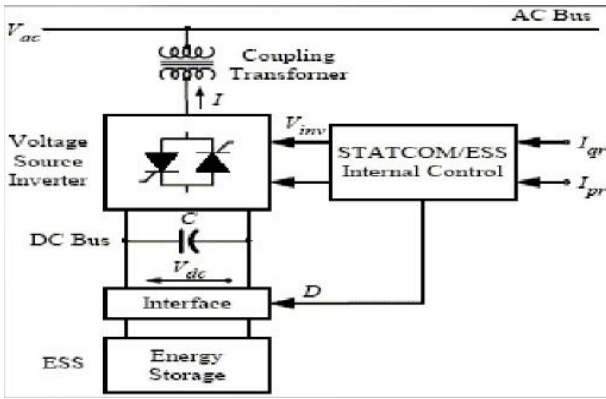 AC Bus
Vac
Coupling
Transforner
I
Voltage
Source
Inverter
Vinv
STATCOM/ESS
Internal Control
Iqr
Ipr
C
DC Bus
Vdc
Interface
D
ESS
Energy
Storage